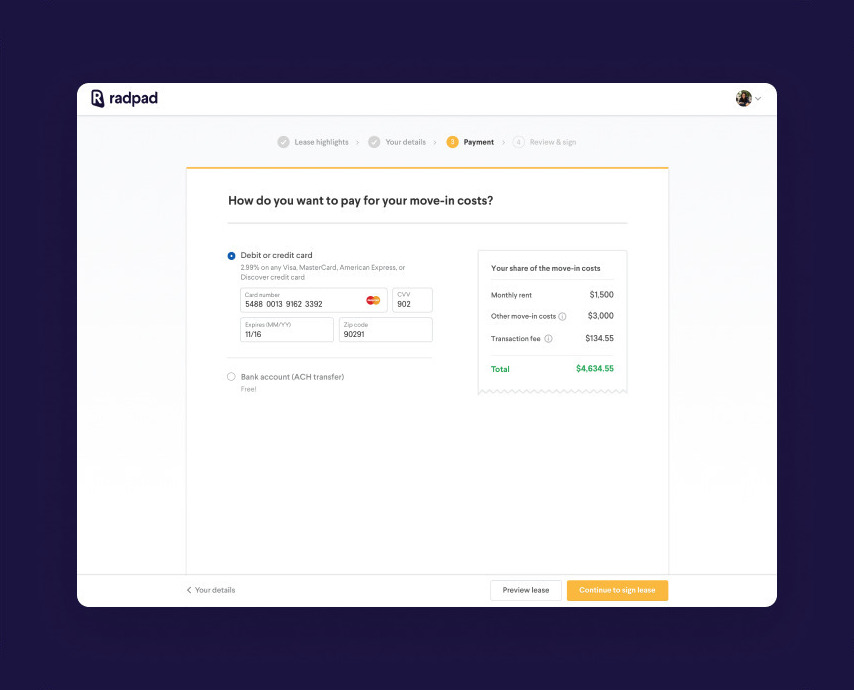 radpad
Lease highlights
Your details
3 Payment
4 Review & sign
How do you want to pay for your move-in costs?
Debit or credit card
2.99% on any Visa, MasterCard, American Express, or
Discover credit card
Card number
5488 0013 9162 3392
CVV
902
Expires (MM/YY)
11/16
Zip code
90291
Bank account (ACH transfer)
Free!
Your share of the move-in costs
Monthly rent $1,500
Other move-in costs $3,000
Transaction fee $134.55
Total $4,634.55
Your details
Preview lease
Continue to sign lease